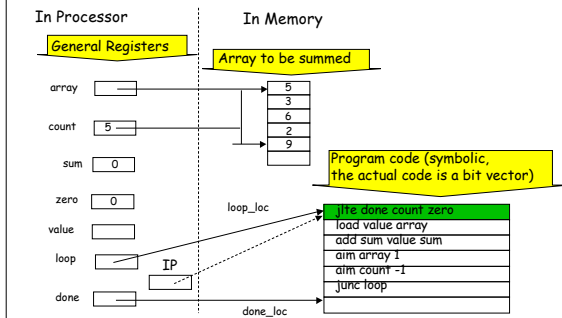 In Processor
In Memory
General Registers
Array to be summed
array
5
3
6
2
9
count 5
sum 0
zero 0
value
loop
IP
done
loop_loc
done_loc
Program code (symbolic,
the actual code is a bit vector)
jlte done count zero
load value array
add sum value sum
aim array 1
aim count -1
junc loop